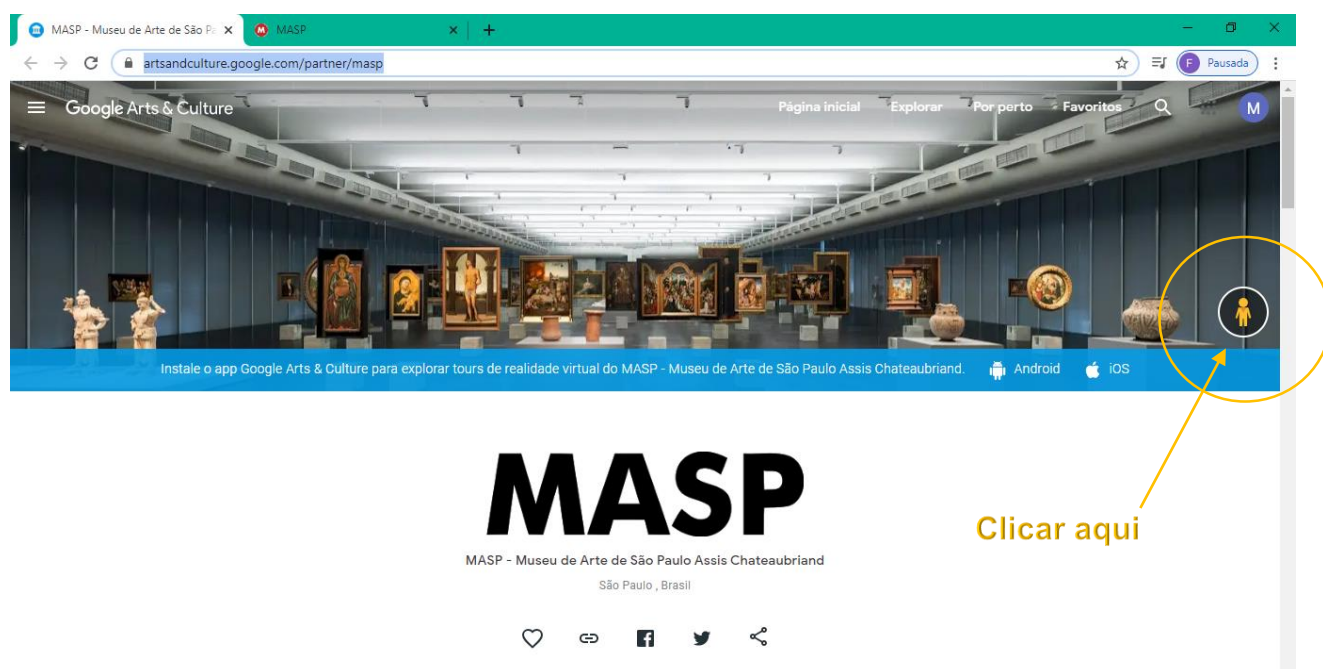 MASP - Museu de Arte de São Pa
MASP
artsandculture.google.com/partner/masp
F Pausada
Google Arts & Culture
Página inicial Explorar Por perto Favoritos
M
Instale o app Google Arts & Culture para explorar tours de realidade virtual do MASP - Museu de Arte de São Paulo Assis Chateaubriand. Android iOS
MASP
Clicar aqui
MASP - Museu de Arte de São Paulo Assis Chateaubriand
São Paulo , Brasil